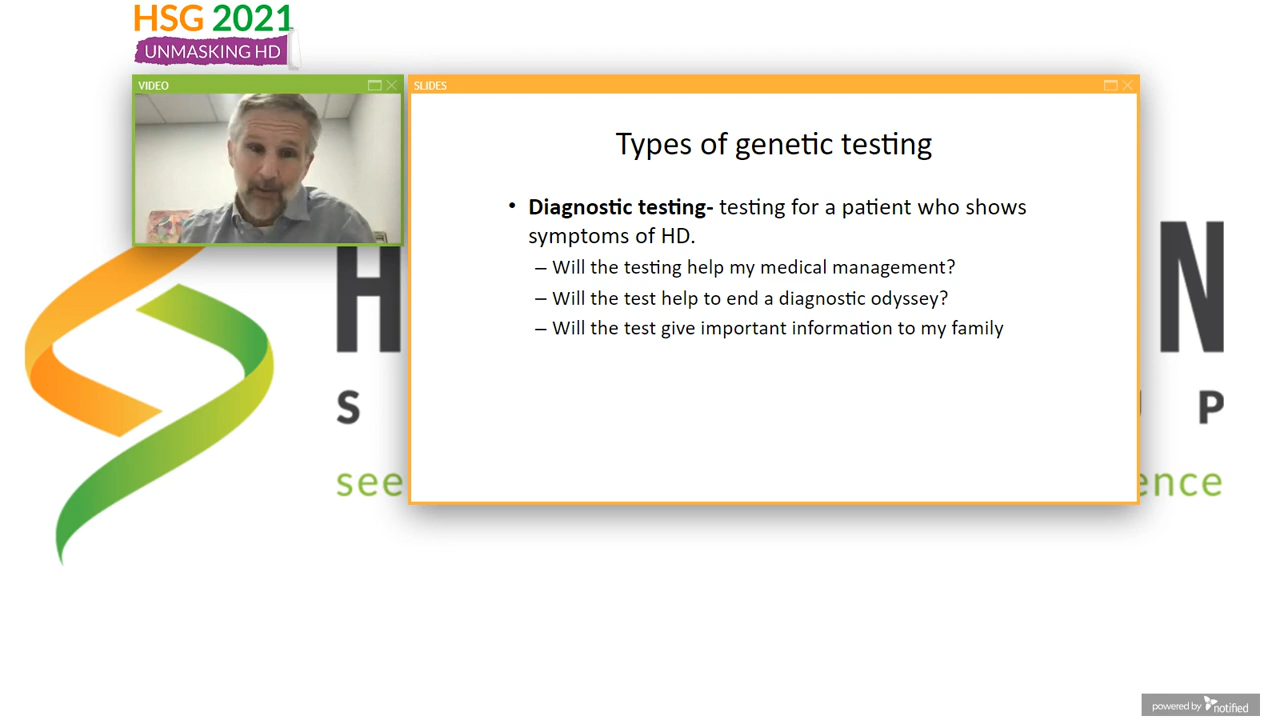 HSG 2021
UNMASKING HD
VIDEO
SLIDES
Types of genetic testing
• Diagnostic testing- testing for a patient who shows
symptoms of HD.
– Will the testing help my medical management?
– Will the test help to end a diagnostic odyssey?
– Will the test give important information to my family
H
N
S
P
see
ence
powered by notified